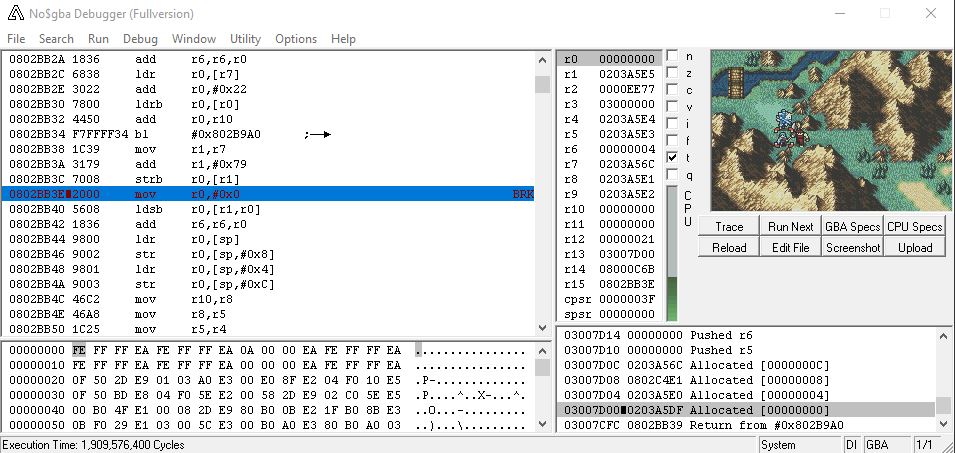 No$gba Debugger (Fullversion)
File Search Run Debug Window Utility Options Help
0802BB2A 1836 add r6,r6,r0
0802BB2C 6838 ldr r0,[r7]
0802BB2E 3022 add r0,#0x22
0802BB30 7800 ldrb r0,[r0]
0802BB32 4450 add r0,r10
0802BB34 F7FFFF34 bl #0x802B9A0 ;—►
0802BB38 1C39 mov r1,r7
0802BB3A 3179 add r1,#0x79
0802BB3C 7008 strb r0,[r1]
0802BB3E 2000 mov r0,#0x0 BRK
0802BB40 5608 ldsb r0,[r1,r0]
0802BB42 1836 add r6,r6,r0
0802BB44 9800 ldr r0,[sp]
0802BB46 9002 str r0,[sp,#0x8]
0802BB48 9801 ldr r0,[sp,#0x4]
0802BB4A 9003 str r0,[sp,#0xC]
0802BB4C 46C2 mov r10,r8
0802BB4E 46A8 mov r8,r5
0802BB50 1C25 mov r5,r4
r0 00000000
r1 0203A5E5
r2 0000EE77
r3 03000000
r4 0203A5E4
r5 0203A5E3
r6 00000004
r7 0203A56C
r8 0203A5E1
r9 0203A5E2
r10 00000000
r11 00000000
r12 00000021
r13 03007D00
r14 08000C6B
r15 0802BB3E
cpsr 0000003F
spsr 00000000
n
z
c
v
i
f
t
q
C
P
U
Trace Run Next GBA Specs CPU Specs
Reload Edit File Screenshot Upload
00000000 FE FF FF EA FE FF FF EA 0A 00 00 EA FE FF FF EA ................
00000010 FE FF FF EA FE FF FF EA
00000020 0F 50 2D E9 01 03 A0 E3 00 E0 8F E2 04 F0 10 E5
00000030 0F 50 BD E8 04 F0 5E E2 00 58 2D E9 02 C0 5E E5
00000040 00 B0 4F E1 00 08 2D E9 80 B0 0B E2 1F B0 8B E3
00000050 0B F0 29 E1 03 00 5C E3 00 B0 A0 E3 80 B0 A0 03
03007D14 00000000 Pushed r6
03007D10 00000000 Pushed r5
03007D0C 0203A56C Allocated [0000000C]
03007D08 0802C4E1 Allocated [00000008]
03007D04 0203A5E0 Allocated [00000004]
03007D00 0203A5DF Allocated [00000000]
03007CFC 0802BB39 Return from #0x802B9A0
Execution Time: 1,909,576,400 Cycles System DI GBA 1/1